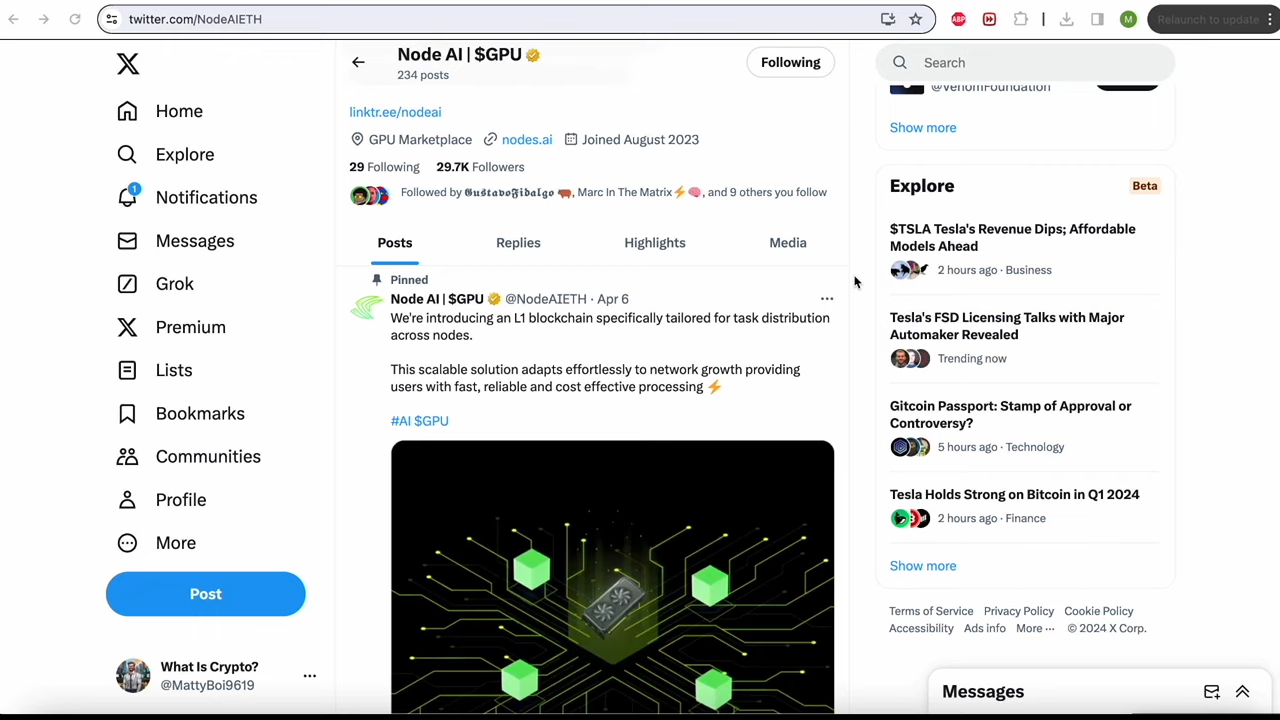 twitter.com/NodeAIETH
ABP
M
Relaunch to update
Home
Explore
1
Notifications
Messages
Grok
Premium
Lists
Bookmarks
Communities
Profile
More
Post
What Is Crypto?
@MattyBoi9619
Node AI | $GPU
234 posts
Following
linktr.ee/nodeai
GPU Marketplace nodes.ai Joined August 2023
29 Following 29.7K Followers
Followed by 𝕲𝖚𝖘𝖙𝖆𝖛𝖔𝕱𝖎𝖉𝖆𝖑𝖌𝖔 🐂, Marc In The Matrix⚡🧠, and 9 others you follow
Posts Replies Highlights Media
Pinned
Node AI | $GPU @NodeAIETH · Apr 6
We're introducing an L1 blockchain specifically tailored for task distribution
across nodes.
This scalable solution adapts effortlessly to network growth providing
users with fast, reliable and cost effective processing ⚡
#AI $GPU
Search
@VenomFoundation
Show more
Explore Beta
$TSLA Tesla's Revenue Dips; Affordable
Models Ahead
2 hours ago · Business
Tesla's FSD Licensing Talks with Major
Automaker Revealed
Trending now
Gitcoin Passport: Stamp of Approval or
Controversy?
5 hours ago · Technology
Tesla Holds Strong on Bitcoin in Q1 2024
2 hours ago · Finance
Show more
Terms of Service Privacy Policy Cookie Policy
Accessibility Ads info More ··· © 2024 X Corp.
Messages